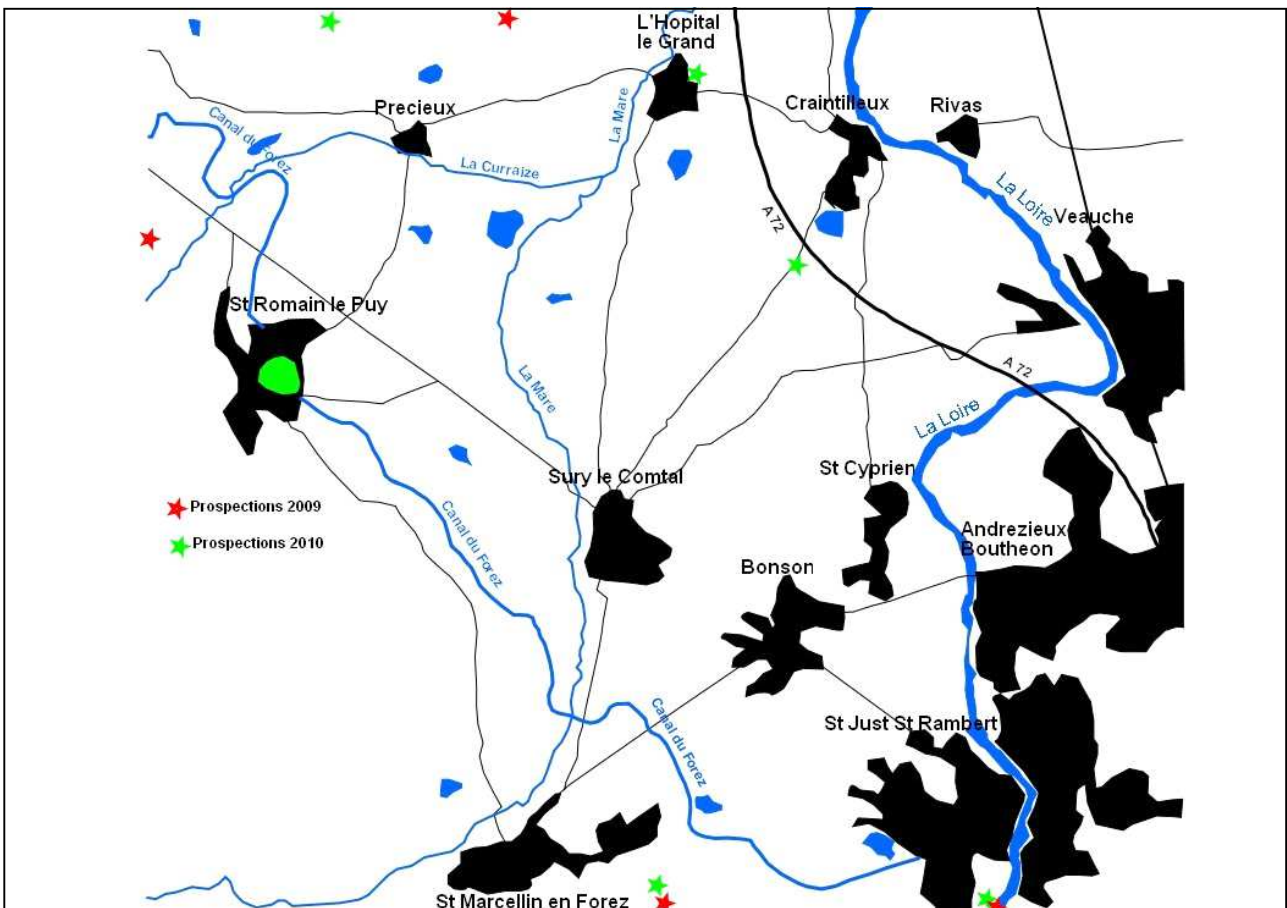 L'Hopital
le Grand
Precieux
Craintilleux
Rivas
Canal du Forez
La Mare
La Curraize
La Loire
A 72
Veauche
St Romain le Puy
La Mare
A 72
La Loire
Sury le Comtal
St Cyprien
Prospections 2009
Canal du Forez
Andrezieux
Boutheon
Prospections 2010
Bonson
Canal du Forez
St Just St Rambert
St Marcellin en Forez